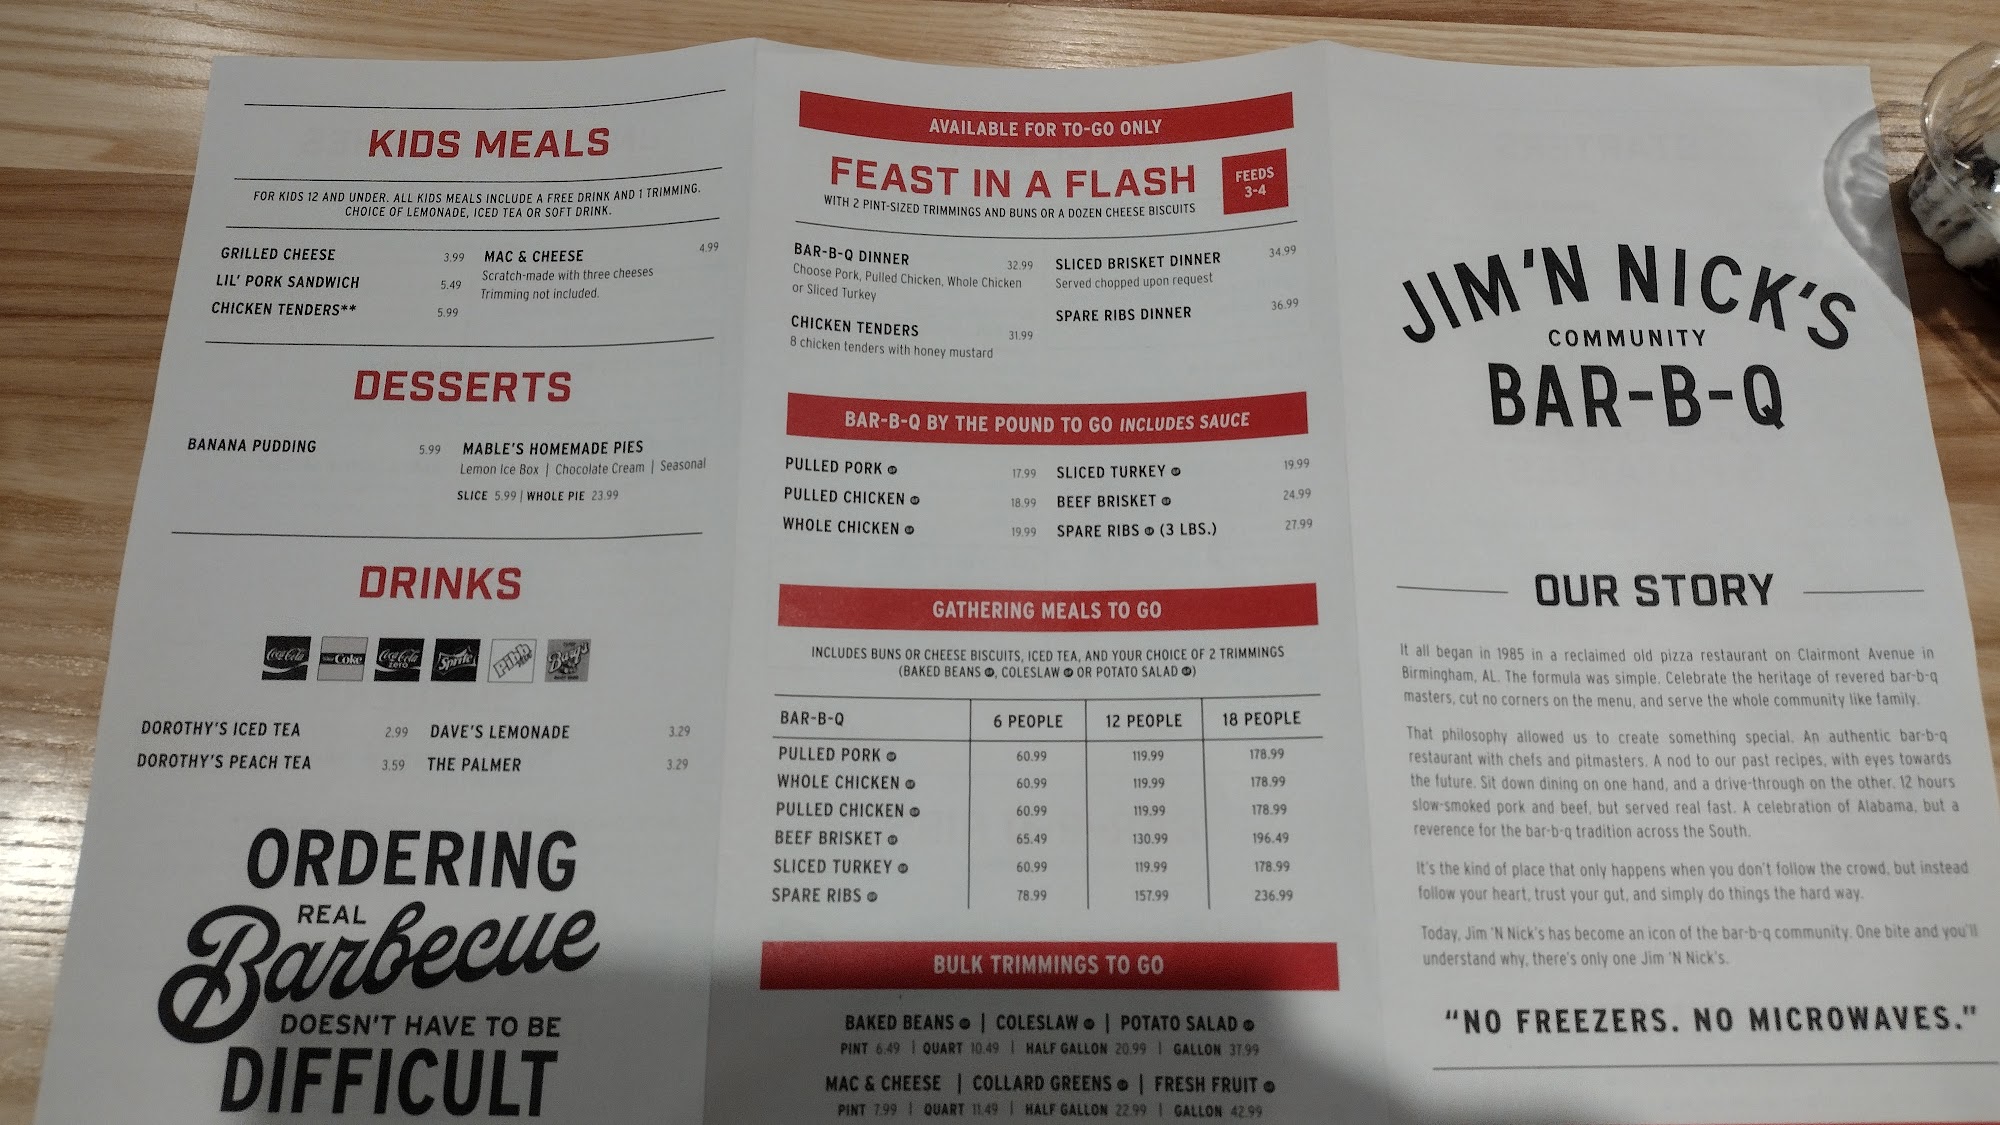 KIDS MEALS
FOR KIDS 12 AND UNDER. ALL KIDS MEALS INCLUDE A FREE DRINK AND 1 TRIMMING.
CHOICE OF LEMONADE, ICED TEA OR SOFT DRINK.
GRILLED CHEESE 3.99
LIL' PORK SANDWICH 5.49
CHICKEN TENDERS** 5.99
MAC & CHEESE 4.99
Scratch-made with three cheeses
Trimming not included.
DESSERTS
BANANA PUDDING 5.99
MABLE'S HOMEMADE PIES
Lemon Ice Box | Chocolate Cream | Seasonal
SLICE 5.99 | WHOLE PIE 23.99
DRINKS
Coca-Cola Coke Coca-Cola zero Sprite Pibb Barq's
DOROTHY'S ICED TEA 2.99
DOROTHY'S PEACH TEA 3.59
DAVE'S LEMONADE 3.29
THE PALMER 3.29
ORDERING
REAL
Barbecue
DOESN'T HAVE TO BE
DIFFICULT
AVAILABLE FOR TO-GO ONLY
FEAST IN A FLASH
FEEDS
3-4
WITH 2 PINT-SIZED TRIMMINGS AND BUNS OR A DOZEN CHEESE BISCUITS
BAR-B-Q DINNER 32.99
Choose Pork, Pulled Chicken, Whole Chicken
or Sliced Turkey
CHICKEN TENDERS 31.99
8 chicken tenders with honey mustard
SLICED BRISKET DINNER 34.99
Served chopped upon request
SPARE RIBS DINNER 36.99
BAR-B-Q BY THE POUND TO GO INCLUDES SAUCE
PULLED PORK 17.99
PULLED CHICKEN 18.99
WHOLE CHICKEN 19.99
SLICED TURKEY 19.99
BEEF BRISKET 24.99
SPARE RIBS (3 LBS.) 27.99
GATHERING MEALS TO GO
INCLUDES BUNS OR CHEESE BISCUITS, ICED TEA, AND YOUR CHOICE OF 2 TRIMMINGS
(BAKED BEANS, COLESLAW OR POTATO SALAD)
BAR-B-Q 6 PEOPLE 12 PEOPLE 18 PEOPLE
PULLED PORK 60.99 119.99 178.99
WHOLE CHICKEN 60.99 119.99 178.99
PULLED CHICKEN 60.99 119.99 178.99
BEEF BRISKET 65.49 130.99 196.49
SLICED TURKEY 60.99 119.99 178.99
SPARE RIBS 78.99 157.99 236.99
BULK TRIMMINGS TO GO
BAKED BEANS | COLESLAW | POTATO SALAD
PINT 6.49 | QUART 10.49 | HALF GALLON 20.99 | GALLON 37.99
MAC & CHEESE | COLLARD GREENS | FRESH FRUIT
PINT 7.99 | QUART 11.49 | HALF GALLON 22.99 | GALLON 42.99
JIM 'N NICK'S
COMMUNITY
BAR-B-Q
OUR STORY
It all began in 1985 in a reclaimed old pizza restaurant on Clairmont Avenue in
Birmingham, AL. The formula was simple. Celebrate the heritage of revered bar-b-q
masters, cut no corners on the menu, and serve the whole community like family.
That philosophy allowed us to create something special. An authentic bar-b-q
restaurant with chefs and pitmasters. A nod to our past recipes, with eyes towards
the future. Sit down dining on one hand, and a drive-through on the other. 12 hours
slow-smoked pork and beef, but served real fast. A celebration of Alabama, but a
reverence for the bar-b-q tradition across the South.
It's the kind of place that only happens when you don't follow the crowd, but instead
follow your heart, trust your gut, and simply do things the hard way.
Today, Jim 'N Nick's has become an icon of the bar-b-q community. One bite and you'll
understand why, there's only one Jim 'N Nick's.
"NO FREEZERS. NO MICROWAVES."